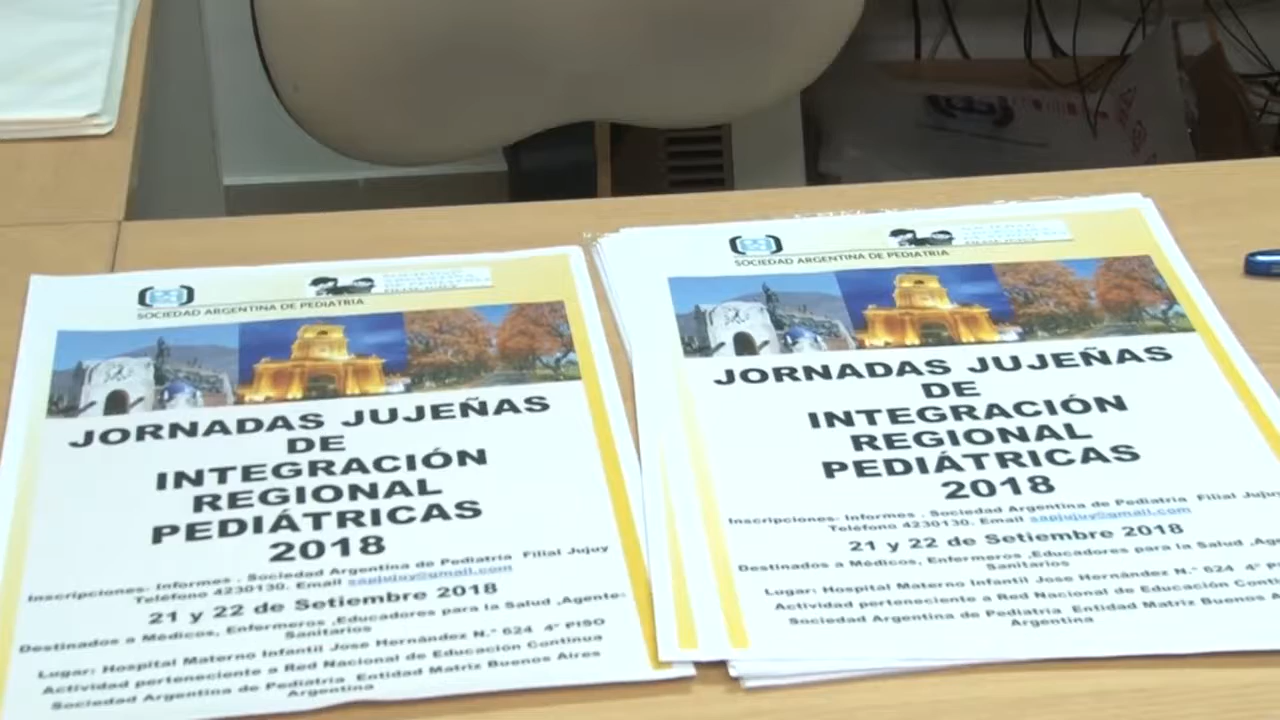 SOCIEDAD ARGENTINA DE PEDIATRIA
JORNADAS JUJEÑAS
DE
INTEGRACIÓN
REGIONAL
PEDIÁTRICAS
2018
Inscripciones- Informes . Sociedad Argentina de Pediatria Filial Jujuy
Teléfono 4230130. Email sapjujuy@gmail.com
21 y 22 de Setiembre 2018
Destinados a Médicos, Enfermeros ,Educadores para la Salud ,Agente-
Sanitarios
Lugar: Hospital Materno Infantil Jose Hernández N.° 624 4° PISO
Actividad perteneciente a Red Nacional de Educación Continua
Sociedad Argentina de Pediatria Entidad Matriz Buenos Aires
Argentina
SOCIEDAD ARGENTINA DE PEDIATRIA
JORNADAS JUJEÑAS
DE
INTEGRACIÓN
REGIONAL
PEDIÁTRICAS
2018
Inscripciones- Informes . Sociedad Argentina de Pediatria Filial Jujuy
Teléfono 4230130. Email sapjujuy@gmail.com
21 y 22 de Setiembre 2018
Destinados a Médicos, Enfermeros ,Educadores para la Salud ,Age
Sanitarios
Lugar: Hospital Materno Infantil Jose Hernández N.° 624 4° PIS
Actividad perteneciente a Red Nacional de Educación Contin
Sociedad Argentina de Pediatria Entidad Matriz Buenos A
Argentina